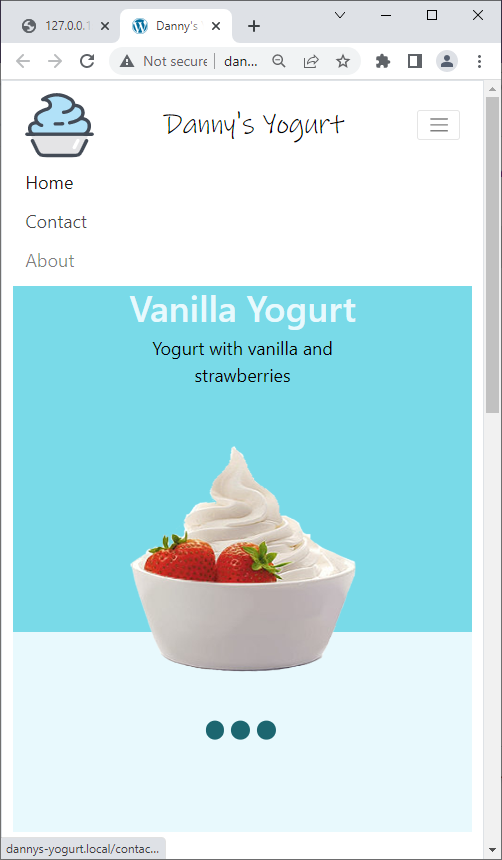 127.0.0.1
Danny's
Not secure
dan...
Danny's Yogurt
Home
Contact
About
Vanilla Yogurt
Yogurt with vanilla and
strawberries
dannys-yogurt.local/contac...